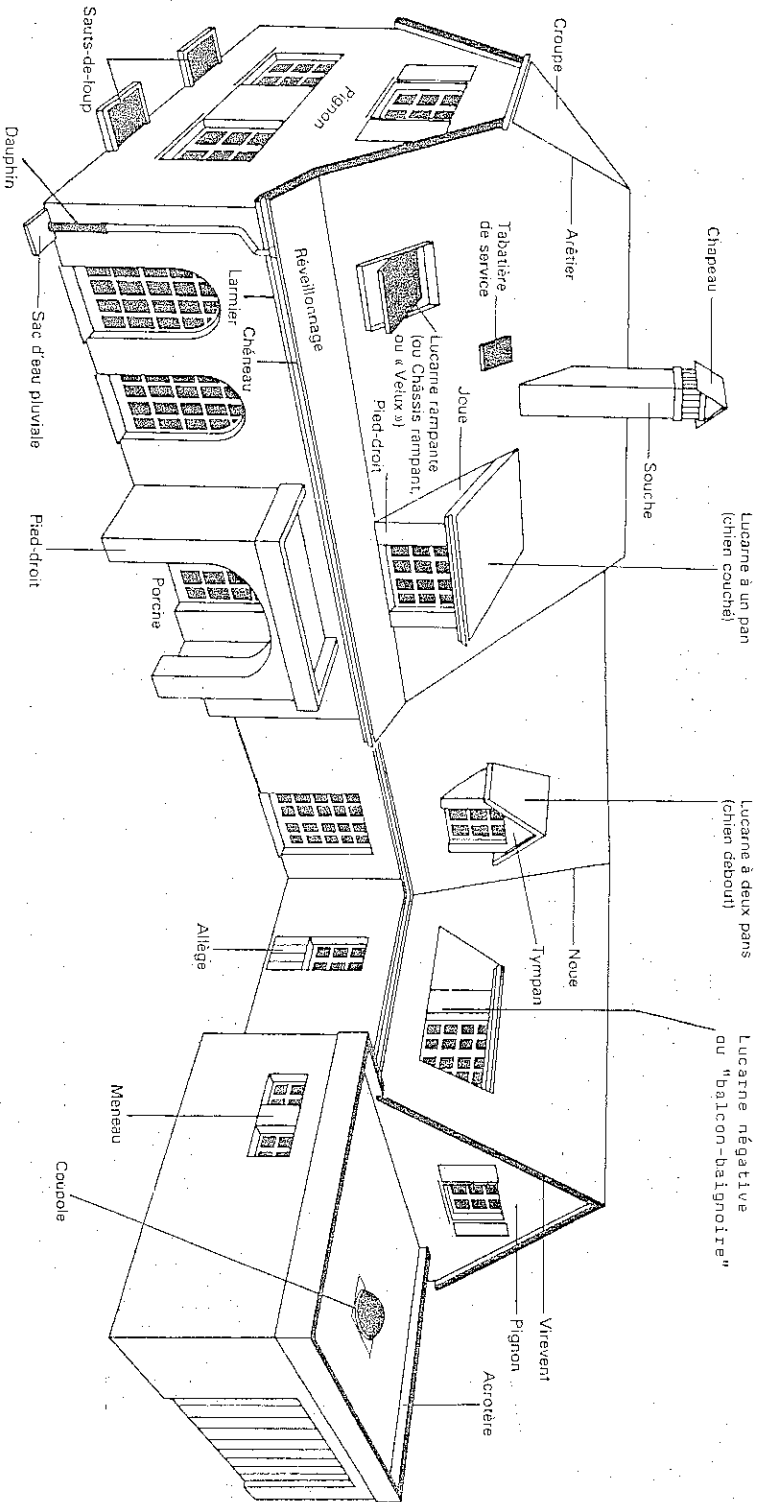 Lucarne à un pan
(chien couché)
Lucarne à deux pans
(chien debout)
Lucarne négative
ou "balcon-baignoire"
Chapeau
Croupe
Arêtier
Souche
Noue
Tympan
Virevent
Pignon
Acrotère
Tabatière
de service
Joue
Lucarne rampante
(ou Châssis rampant,
ou « Velux »)
Pied-droit
Pignon
Réveillonnage
Chéneau
Larmier
Sauts-de-loup
Dauphin
Sac d'eau pluviale
Pied-droit
Porche
Allège
Meneau
Coupole